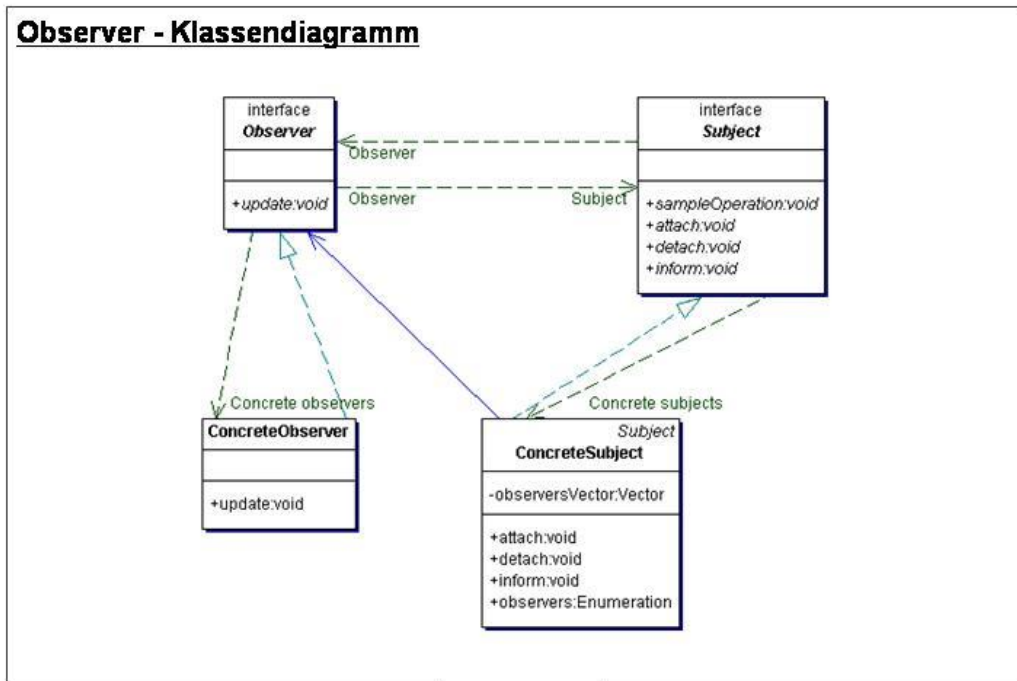 Observer - Klassendiagramm
interface
Observer
+update:void
interface
Subject
+sampleOperation:void
+attach:void
+detach:void
+inform:void
Observer
Observer
Subject
Concrete observers
Concrete subjects
ConcreteObserver
+update:void
Subject
ConcreteSubject
-observersVector:Vector
+attach:void
+detach:void
+inform:void
+observers:Enumeration